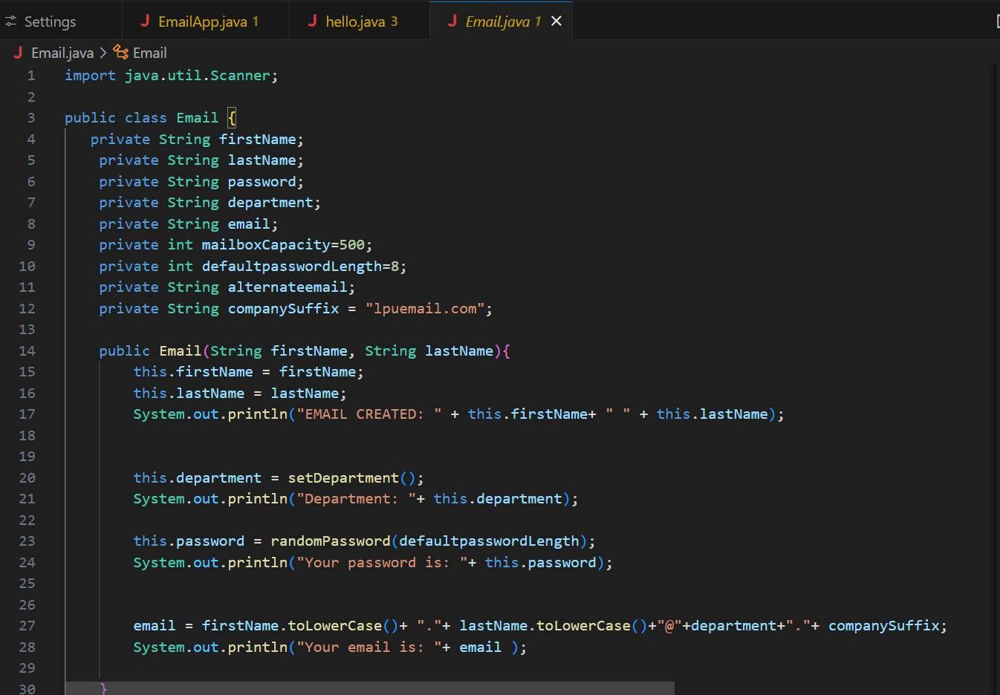 Settings J EmailApp.java 1 J hello.java 3 J Email.java 1
J Email.java > Email
1 import java.util.Scanner;
2
3 public class Email {
4 private String firstName;
5 private String lastName;
6 private String password;
7 private String department;
8 private String email;
9 private int mailboxCapacity=500;
10 private int defaultpasswordLength=8;
11 private String alternateemail;
12 private String companySuffix = "lpuemail.com";
13
14 public Email(String firstName, String lastName){
15 this.firstName = firstName;
16 this.lastName = lastName;
17 System.out.println("EMAIL CREATED: " + this.firstName+ " " + this.lastName);
18
19
20 this.department = setDepartment();
21 System.out.println("Department: "+ this.department);
22
23 this.password = randomPassword(defaultpasswordLength);
24 System.out.println("Your password is: "+ this.password);
25
26
27 email = firstName.toLowerCase()+ "."+ lastName.toLowerCase()+"@"+department+"."+ companySuffix;
28 System.out.println("Your email is: "+ email );
29
30 }